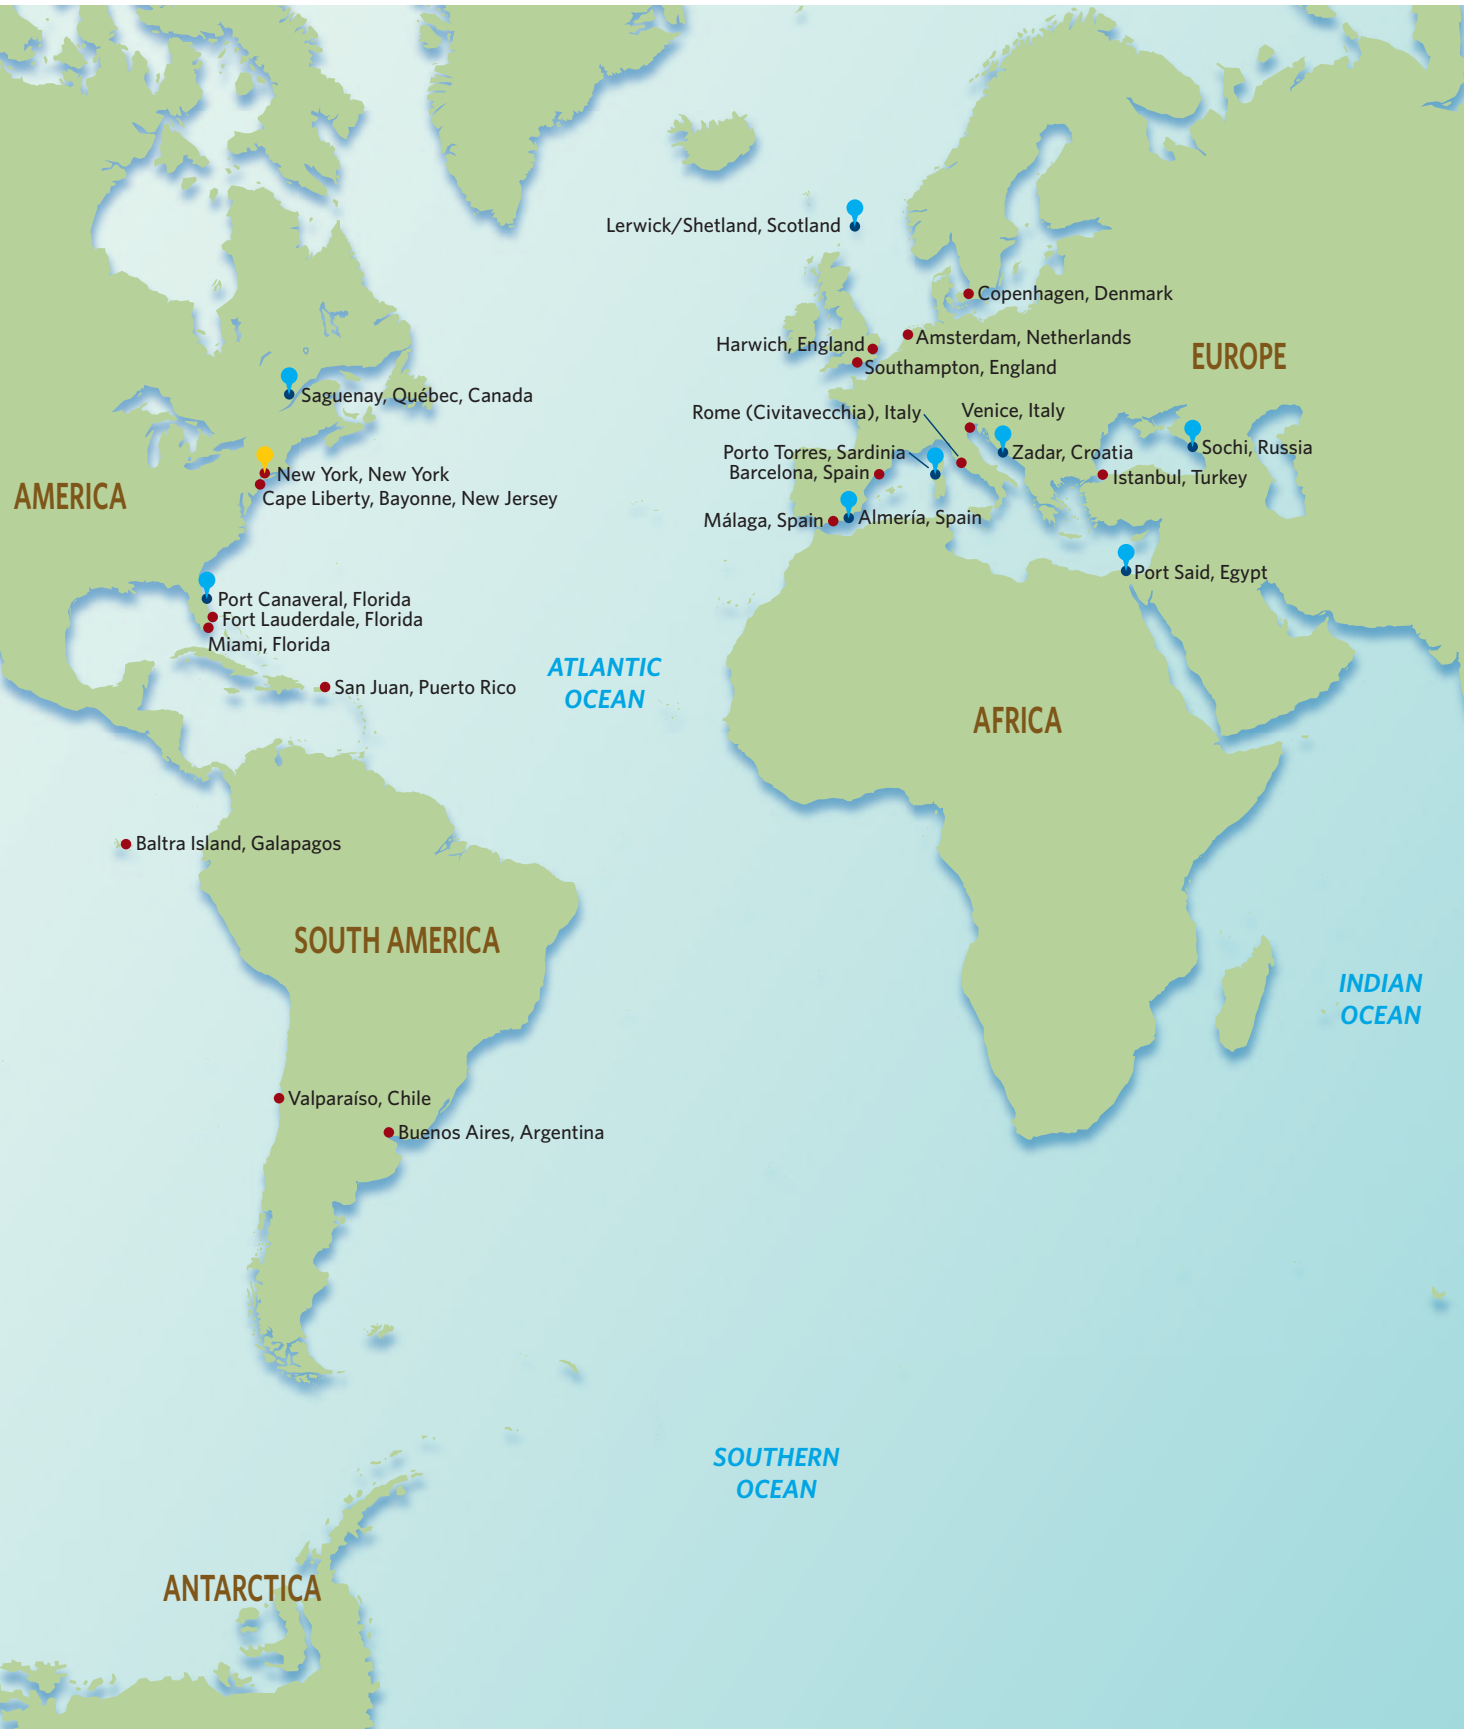 Lerwick/Shetland, Scotland
Copenhagen, Denmark
Amsterdam, Netherlands
Harwich, England
Southampton, England
EUROPE
Saguenay, Québec, Canada
Rome (Civitavecchia), Italy
Venice, Italy
Zadar, Croatia
Sochi, Russia
Porto Torres, Sardinia
Barcelona, Spain
Istanbul, Turkey
New York, New York
AMERICA
Cape Liberty, Bayonne, New Jersey
Málaga, Spain
Almería, Spain
Port Said, Egypt
Port Canaveral, Florida
Fort Lauderdale, Florida
Miami, Florida
ATLANTIC
OCEAN
San Juan, Puerto Rico
AFRICA
Baltra Island, Galapagos
SOUTH AMERICA
INDIAN
OCEAN
Valparaíso, Chile
Buenos Aires, Argentina
SOUTHERN
OCEAN
ANTARCTICA